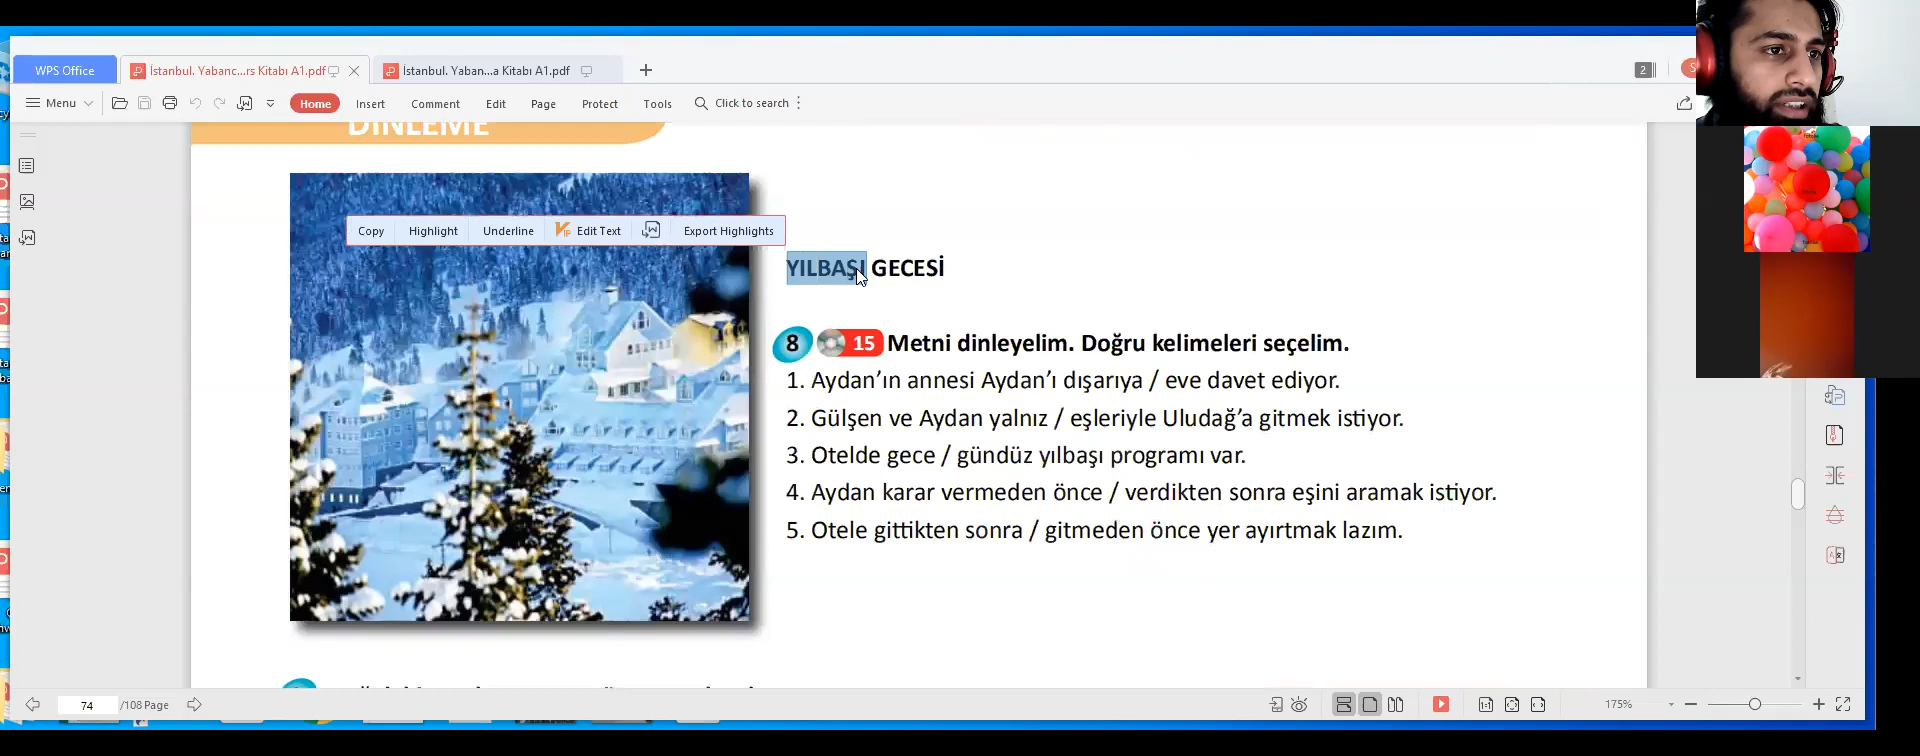 WPS Office
İstanbul. Yabanc...rs Kitabı A1.pdf
İstanbul. Yaban...a Kitabı A1.pdf
2
S
Menu
Home Insert Comment Edit Page Protect Tools Click to search
DİNLEME
Copy Highlight Underline Edit Text Export Highlights
YILBAŞI GECESİ
8 15 Metni dinleyelim. Doğru kelimeleri seçelim.
1. Aydan’ın annesi Aydan’ı dışarıya / eve davet ediyor.
2. Gülşen ve Aydan yalnız / eşleriyle Uludağ’a gitmek istiyor.
3. Otelde gece / gündüz yılbaşı programı var.
4. Aydan karar vermeden önce / verdikten sonra eşini aramak istiyor.
5. Otele gittikten sonra / gitmeden önce yer ayırtmak lazım.
74 /108 Page
175%